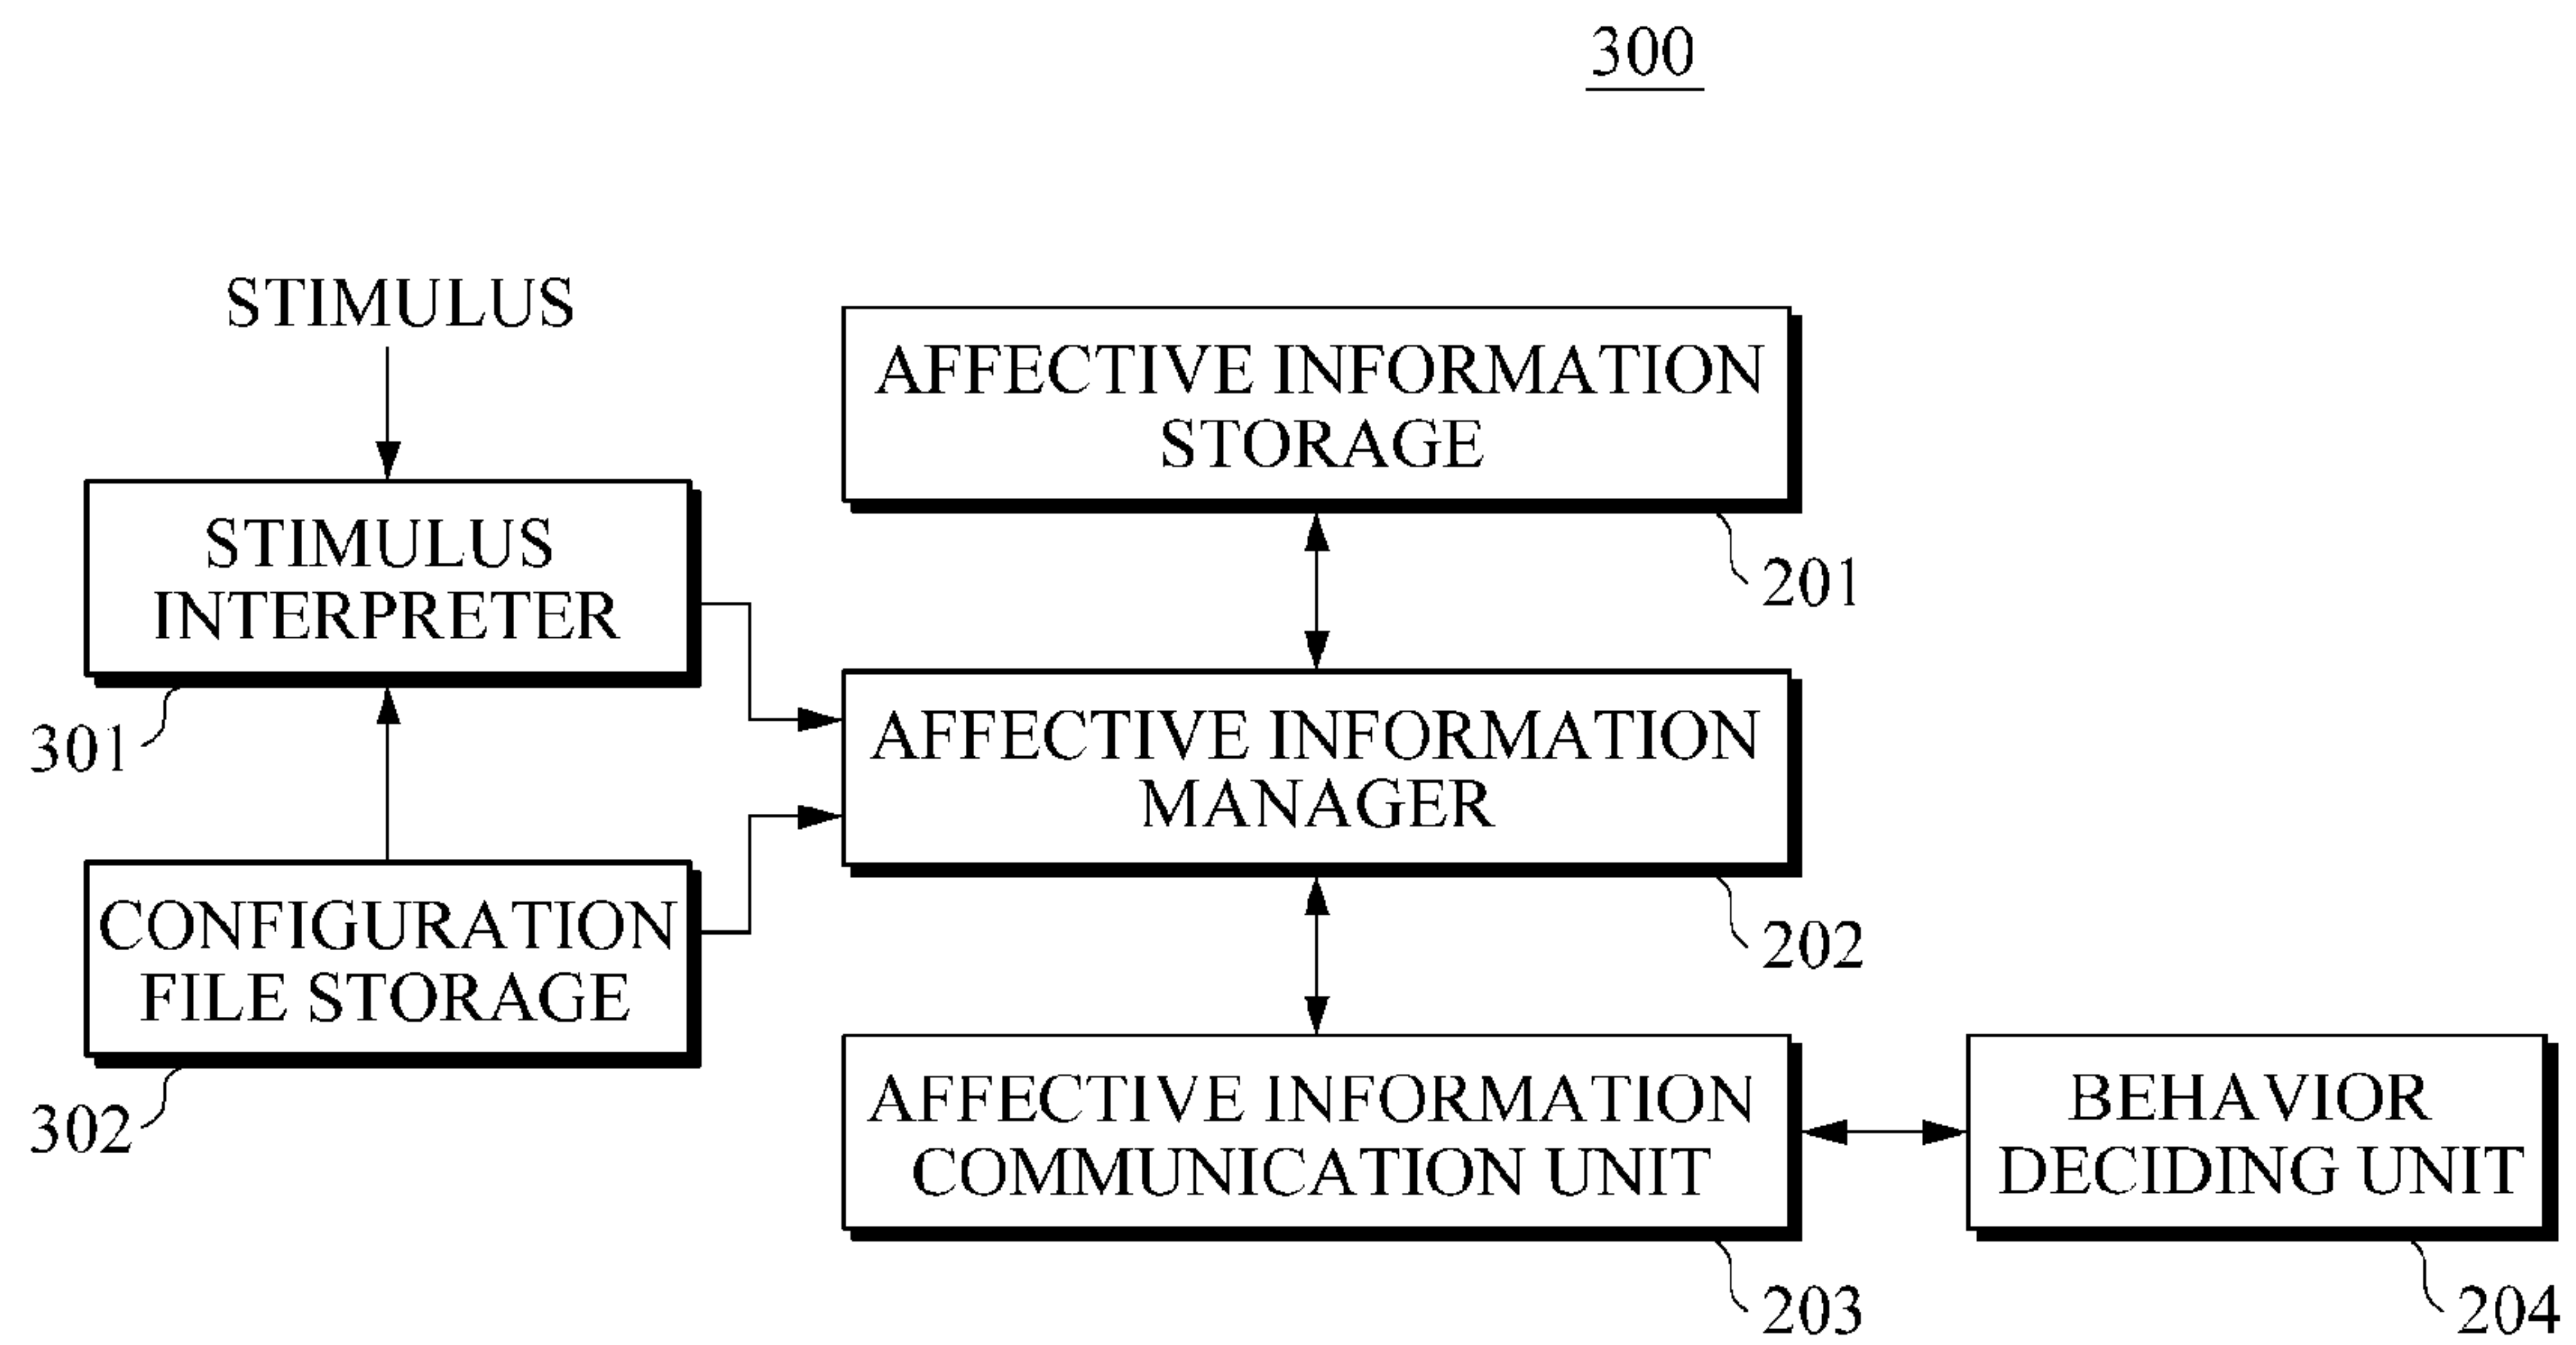 300
STIMULUS
STIMULUS
INTERPRETER
301
CONFIGURATION
FILE STORAGE
302
AFFECTIVE INFORMATION
STORAGE
201
AFFECTIVE INFORMATION
MANAGER
202
AFFECTIVE INFORMATION
COMMUNICATION UNIT
203
BEHAVIOR
DECIDING UNIT
204